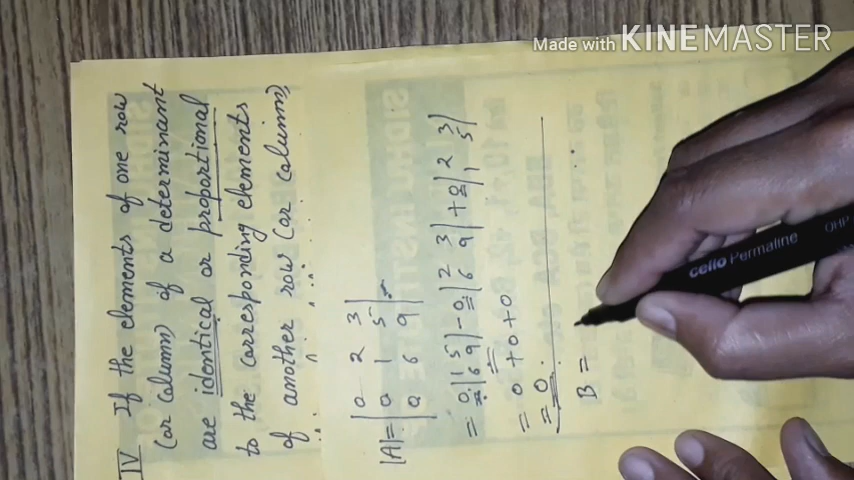 Made with KINEMASTER
IV If the elements of one row
(or column) of a determinant
are identical or proportional
to the corresponding elements
of another row (or column)
|A| = | 0 2 3 |
| 0 1 5 |
| 0 6 9 |
= 0 | 1 5 | - 0 | 2 3 | + 0 | 2 3 |
| 6 9 | | 6 9 | | 1 5 |
= 0 + 0 + 0
= 0.
B =
cello Permaline OHP